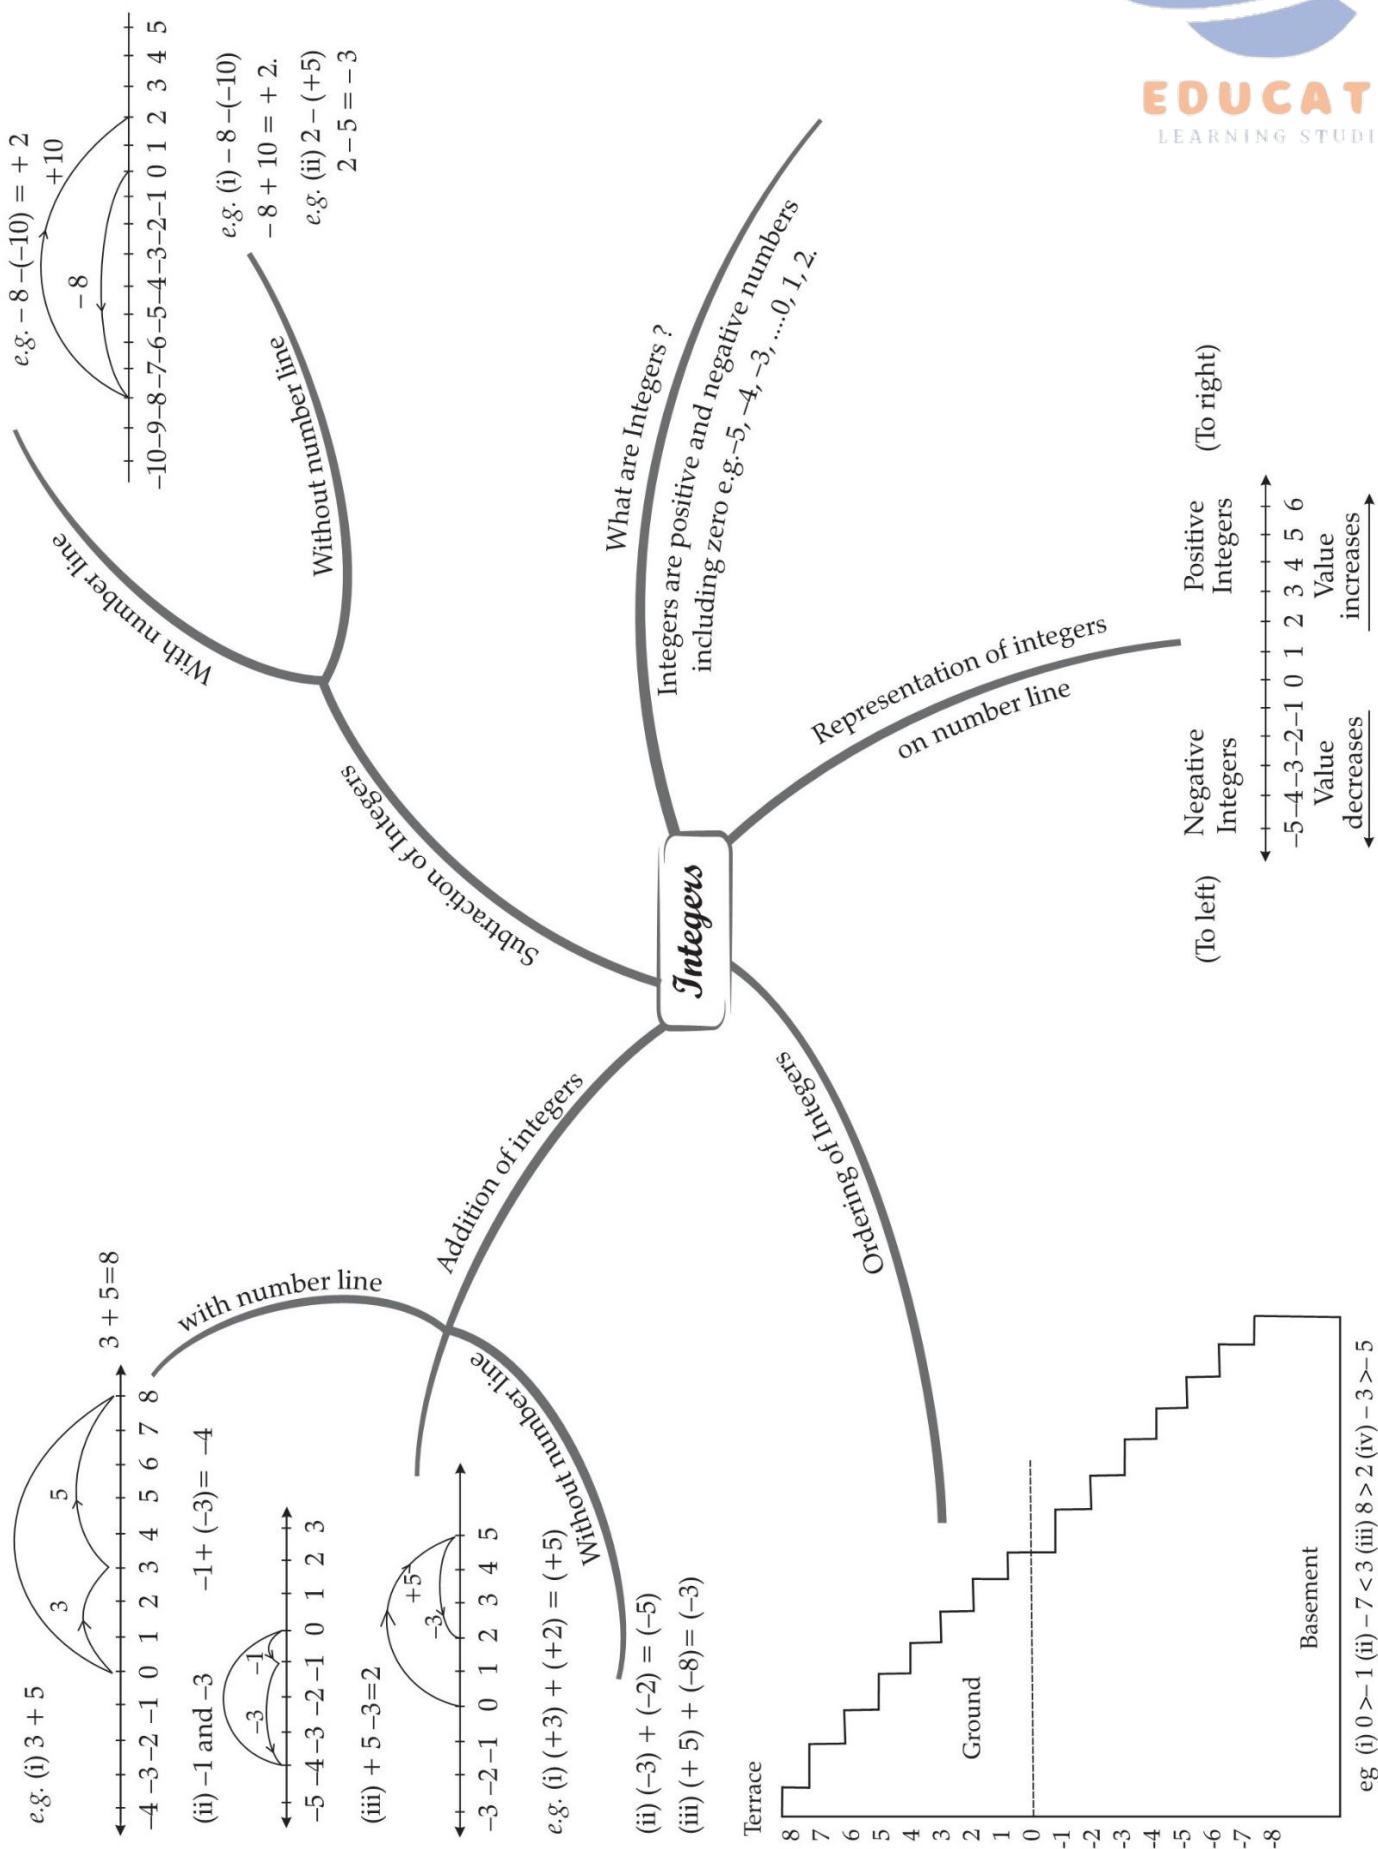 EDUCAT
LEARNING STUDI
Integers
What are Integers ?
Integers are positive and negative numbers
including zero e.g.–5, –4, –3, ....0, 1, 2.
Representation of integers
on number line
(To left)
Negative
Integers
Positive
Integers
(To right)
–5–4–3–2–1 0 1 2 3 4 5 6
Value
decreases
Value
increases
Subtraction of Integers
With number line
e.g. – 8 –(–10) = + 2
+10
– 8
–10–9–8–7–6–5–4–3–2–1 0 1 2 3 4 5
Without number line
e.g. (i) – 8 –(–10)
– 8 + 10 = + 2.
e.g. (ii) 2 – (+5)
2 – 5 = – 3
Addition of integers
with number line
e.g. (i) 3 + 5
3 + 5=8
3
5
–4 –3 –2 –1 0 1 2 3 4 5 6 7 8
(ii) –1 and –3
–1+ (–3)= –4
–3
–1
–5 –4 –3 –2 –1 0 1 2 3
(iii) + 5 –3=2
+5
–3
–3 –2 –1 0 1 2 3 4 5
Without number line
e.g. (i) (+3) + (+2) = (+5)
(ii) (–3) + (–2) = (–5)
(iii) (+ 5) + (–8)= (–3)
Ordering of Integers
Terrace
8
7
6
5
4
3
2
1
0
-1
-2
-3
-4
-5
-6
-7
-8
Ground
Basement
eg (i) 0 >– 1 (ii) – 7 < 3 (iii) 8 > 2 (iv) – 3 >– 5